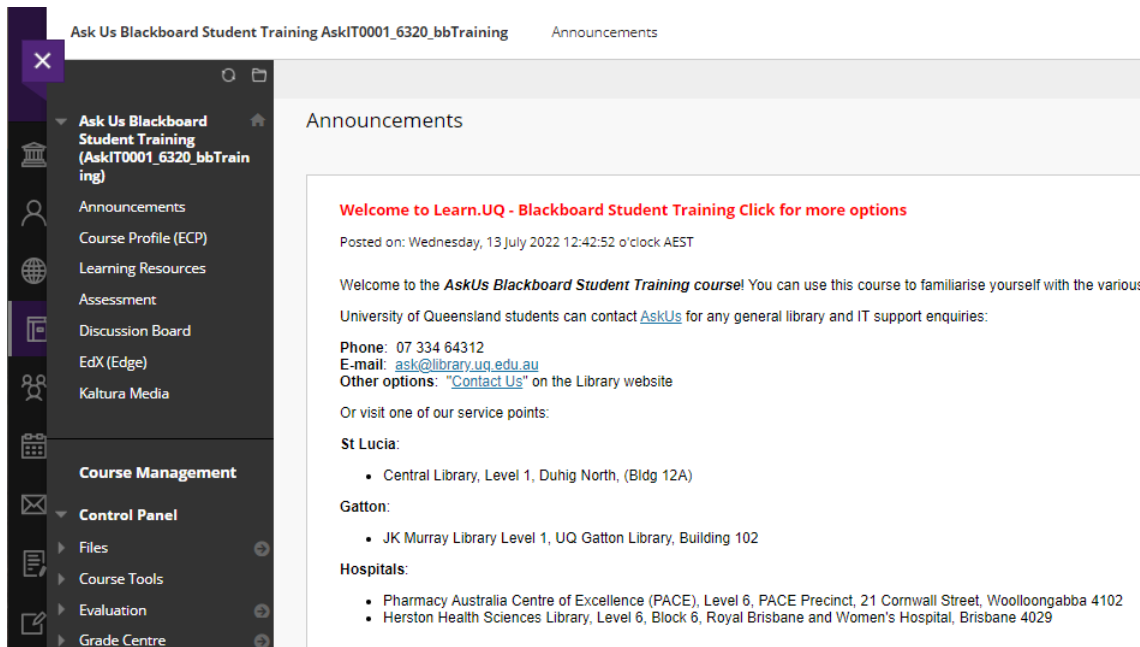 Ask Us Blackboard Student Training AskIT0001_6320_bbTraining Announcements
Ask Us Blackboard
Student Training
(AskIT0001_6320_bbTrain
ing)
Announcements
Course Profile (ECP)
Learning Resources
Assessment
Discussion Board
EdX (Edge)
Kaltura Media
Course Management
Control Panel
Files
Course Tools
Evaluation
Grade Centre
Announcements
Welcome to Learn.UQ - Blackboard Student Training Click for more options
Posted on: Wednesday, 13 July 2022 12:42:52 o'clock AEST
Welcome to the AskUs Blackboard Student Training course! You can use this course to familiarise yourself with the various
University of Queensland students can contact AskUs for any general library and IT support enquiries:
Phone: 07 334 64312
E-mail: ask@library.uq.edu.au
Other options: "Contact Us" on the Library website
Or visit one of our service points:
St Lucia:
• Central Library, Level 1, Duhig North, (Bldg 12A)
Gatton:
• JK Murray Library Level 1, UQ Gatton Library, Building 102
Hospitals:
• Pharmacy Australia Centre of Excellence (PACE), Level 6, PACE Precinct, 21 Cornwall Street, Woolloongabba 4102
• Herston Health Sciences Library, Level 6, Block 6, Royal Brisbane and Women's Hospital, Brisbane 4029